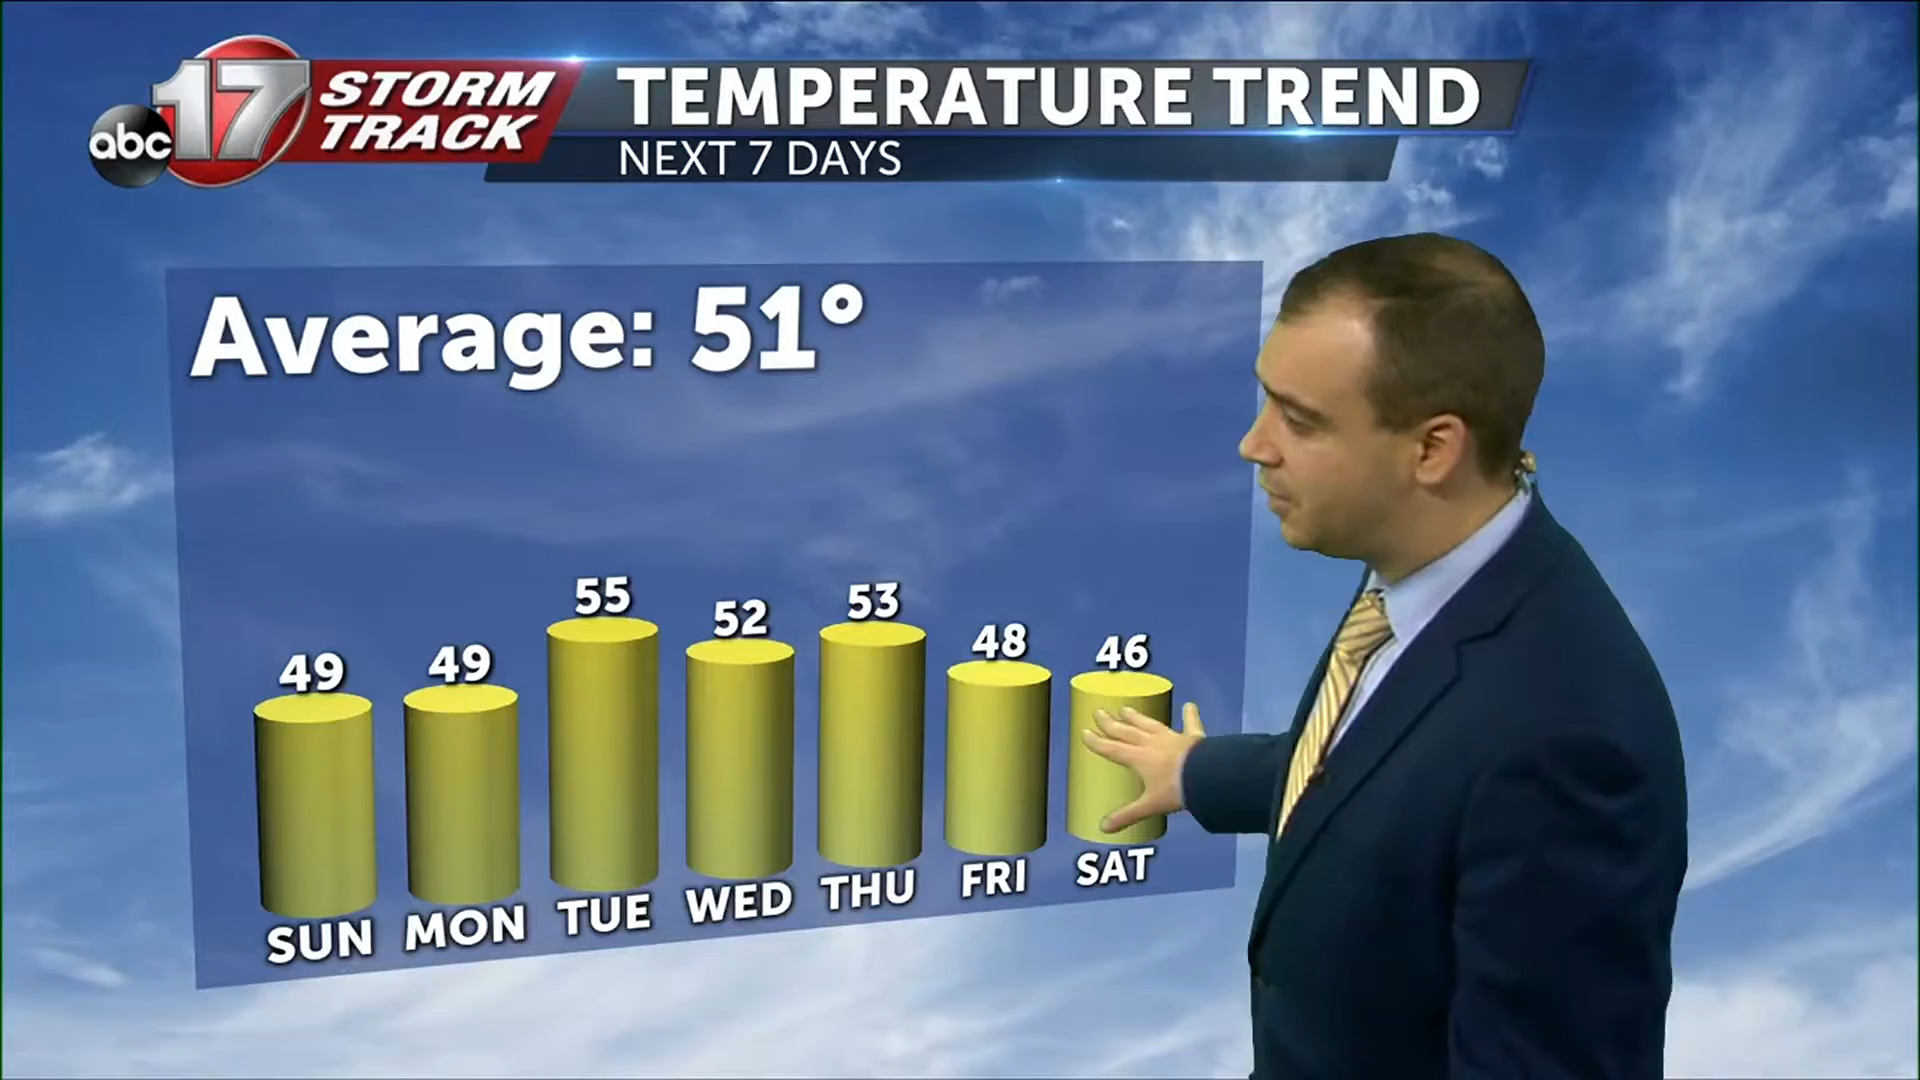 abc 17 STORM TRACK
TEMPERATURE TREND
NEXT 7 DAYS
Average: 51°
49 49 55 52 53 48 46
SUN MON TUE WED THU FRI SAT